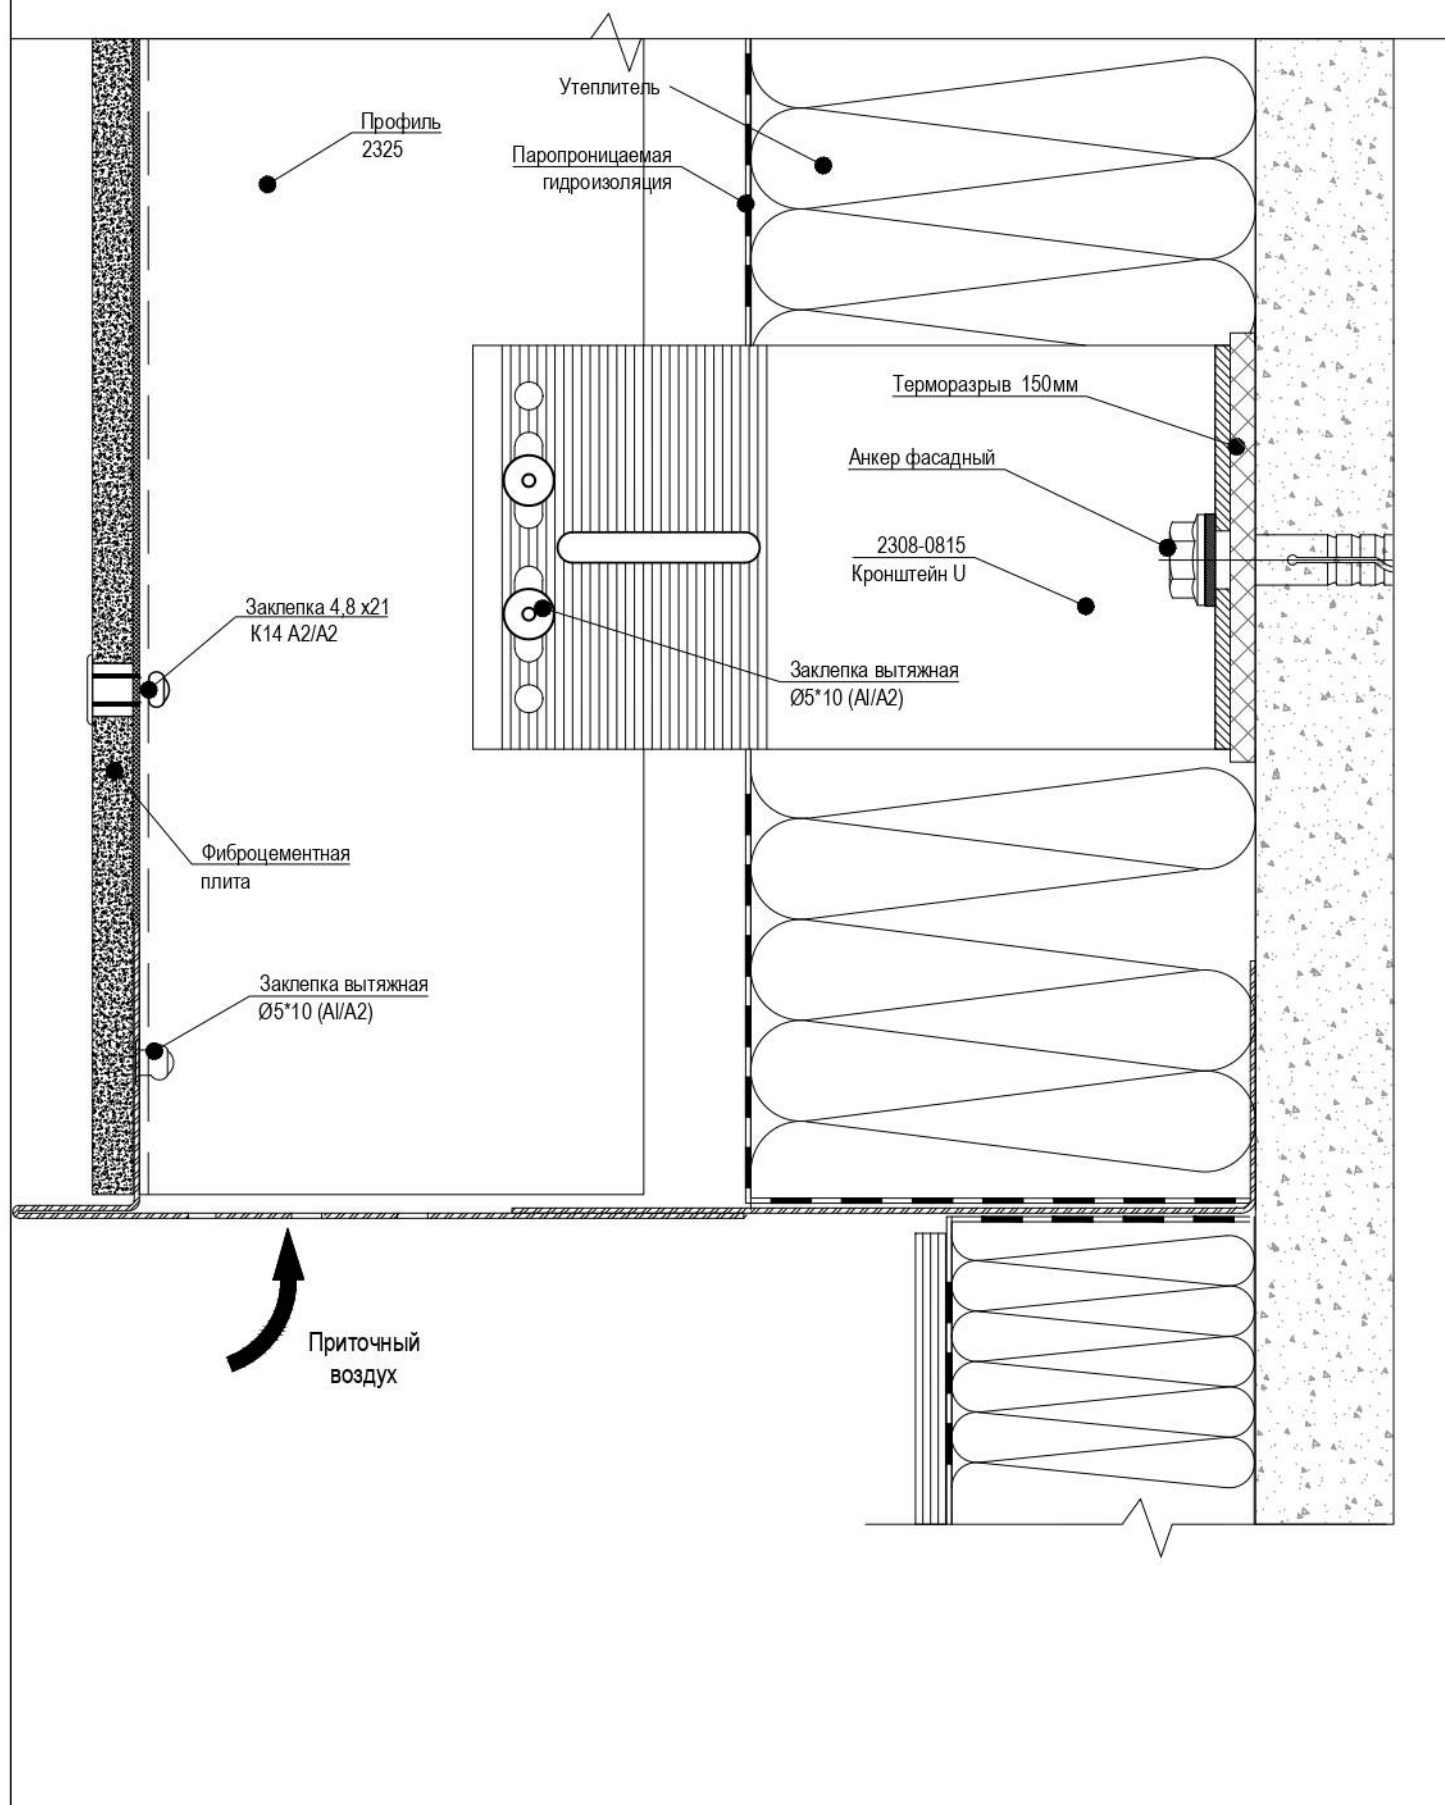 Утеплитель
Профиль
2325
Паропроницаемая
гидроизоляция
Терморазрыв 150мм
Анкер фасадный
2308-0815
Кронштейн U
Заклепка 4,8 x21
К14 А2/А2
Заклепка вытяжная
Ø5*10 (Al/A2)
Фиброцементная
плита
Заклепка вытяжная
Ø5*10 (Al/A2)
Приточный
воздух